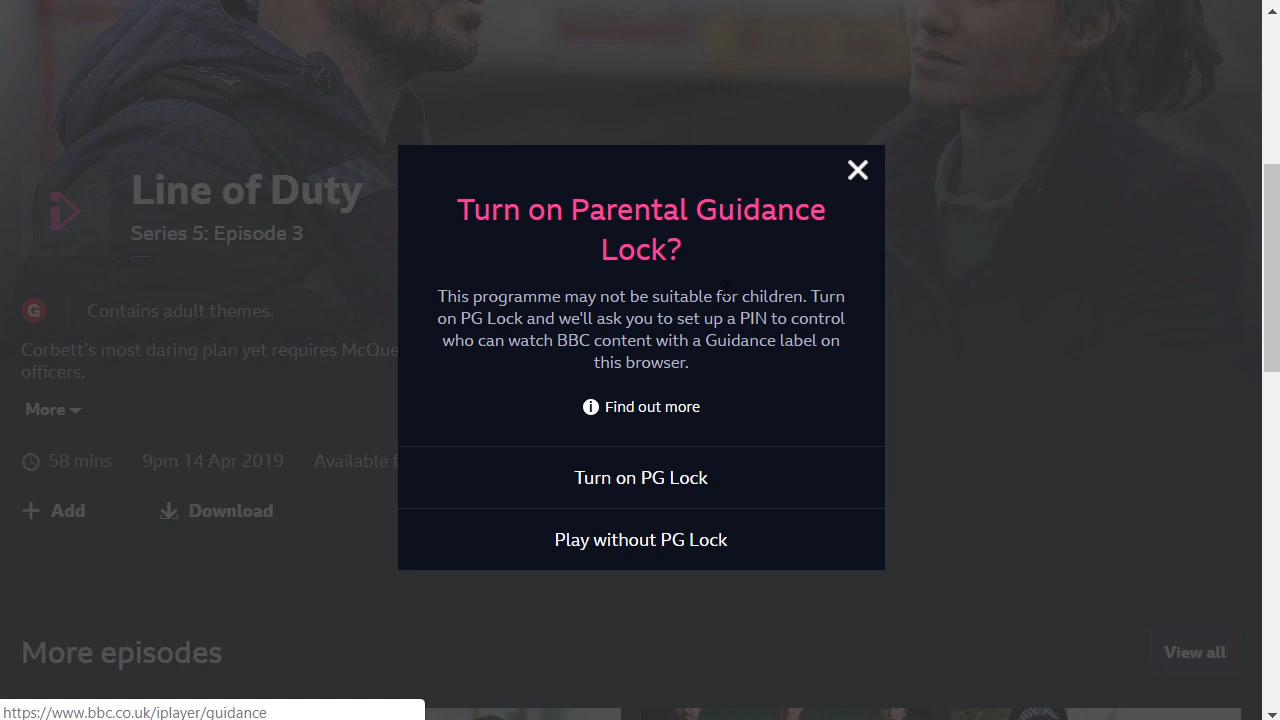 Line of Duty
Series 5: Episode 3
G
Contains adult themes.
Corbett's most daring plan yet requires McQue
officers.
More
58 mins
9pm 14 Apr 2019
Available f
Add
Download
Turn on Parental Guidance
Lock?
This programme may not be suitable for children. Turn
on PG Lock and we'll ask you to set up a PIN to control
who can watch BBC content with a Guidance label on
this browser.
Find out more
Turn on PG Lock
Play without PG Lock
More episodes
View all
https://www.bbc.co.uk/iplayer/guidance